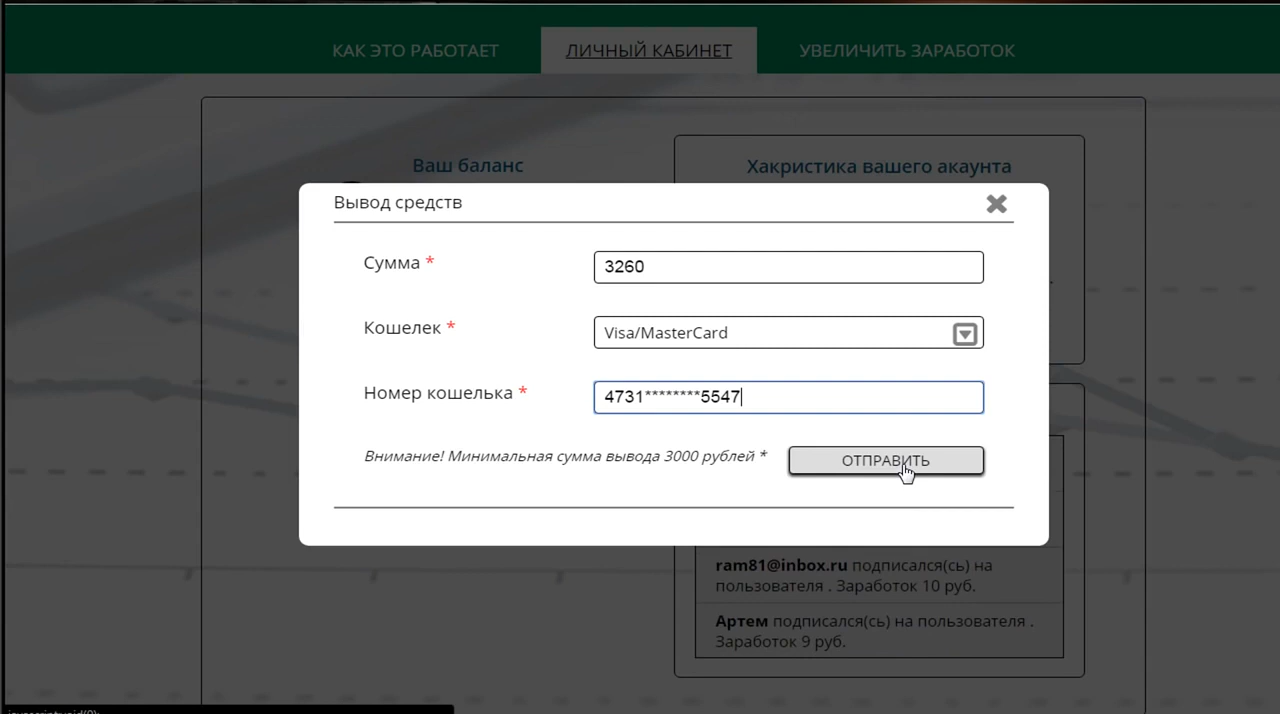 КАК ЭТО РАБОТАЕТ
ЛИЧНЫЙ КАБИНЕТ
УВЕЛИЧИТЬ ЗАРАБОТОК
Ваш баланс
Хакристика вашего акаунта
Вывод средств
Сумма *
3260
Кошелек *
Visa/MasterCard
Номер кошелька *
4731********5547
Внимание! Минимальная сумма вывода 3000 рублей *
ОТПРАВИТЬ
ram81@inbox.ru подписался(сь) на
пользователя . Заработок 10 руб.
Артем подписался(сь) на пользователя .
Заработок 9 руб.